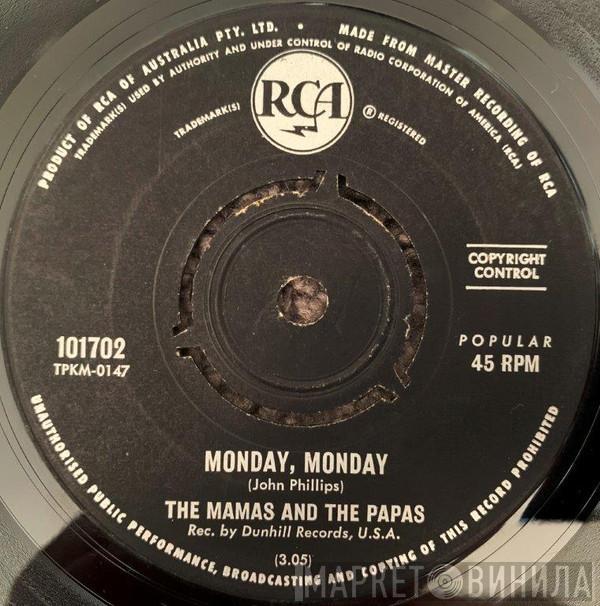 PRODUCT OF RCA OF AUSTRALIA PTY. LTD. • MADE FROM MASTER RECORDING OF RCA
TRADEMARK(S) USED BY AUTHORITY AND UNDER CONTROL OF RADIO CORPORATION OF AMERICA (RCA)
RCA
TRADEMARK(S) ® REGISTERED
COPYRIGHT
CONTROL
101702
TPKM-0147
POPULAR
45 RPM
MONDAY, MONDAY
(John Phillips)
THE MAMAS AND THE PAPAS
Rec. by Dunhill Records, U.S.A.
(3.05)
UNAUTHORISED PUBLIC PERFORMANCE, BROADCASTING AND COPYING OF THIS RECORD PROHIBITED
МАРКЕТ ВИНИЛА